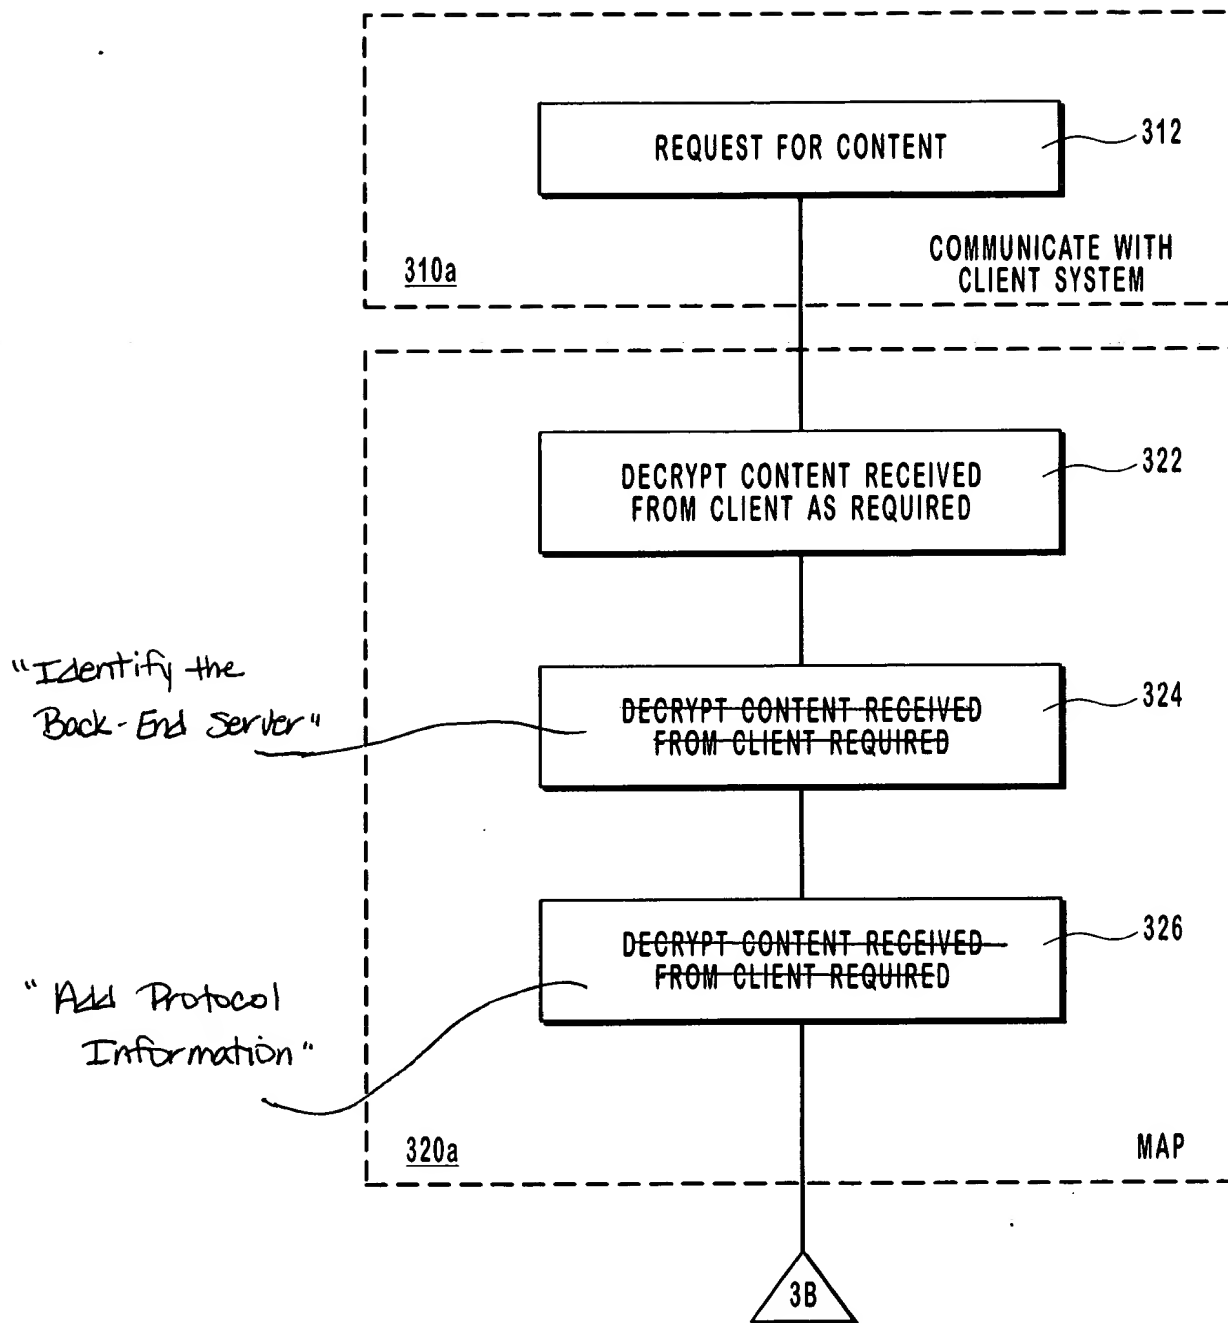 REQUEST FOR CONTENT
312
310a
COMMUNICATE WITH
CLIENT SYSTEM
DECRYPT CONTENT RECEIVED
FROM CLIENT AS REQUIRED
322
"Identify the
Back-End Server"
DECRYPT CONTENT RECEIVED
FROM CLIENT REQUIRED
324
"Add Protocol
Information"
DECRYPT CONTENT RECEIVED
FROM CLIENT REQUIRED
326
320a
MAP
3B